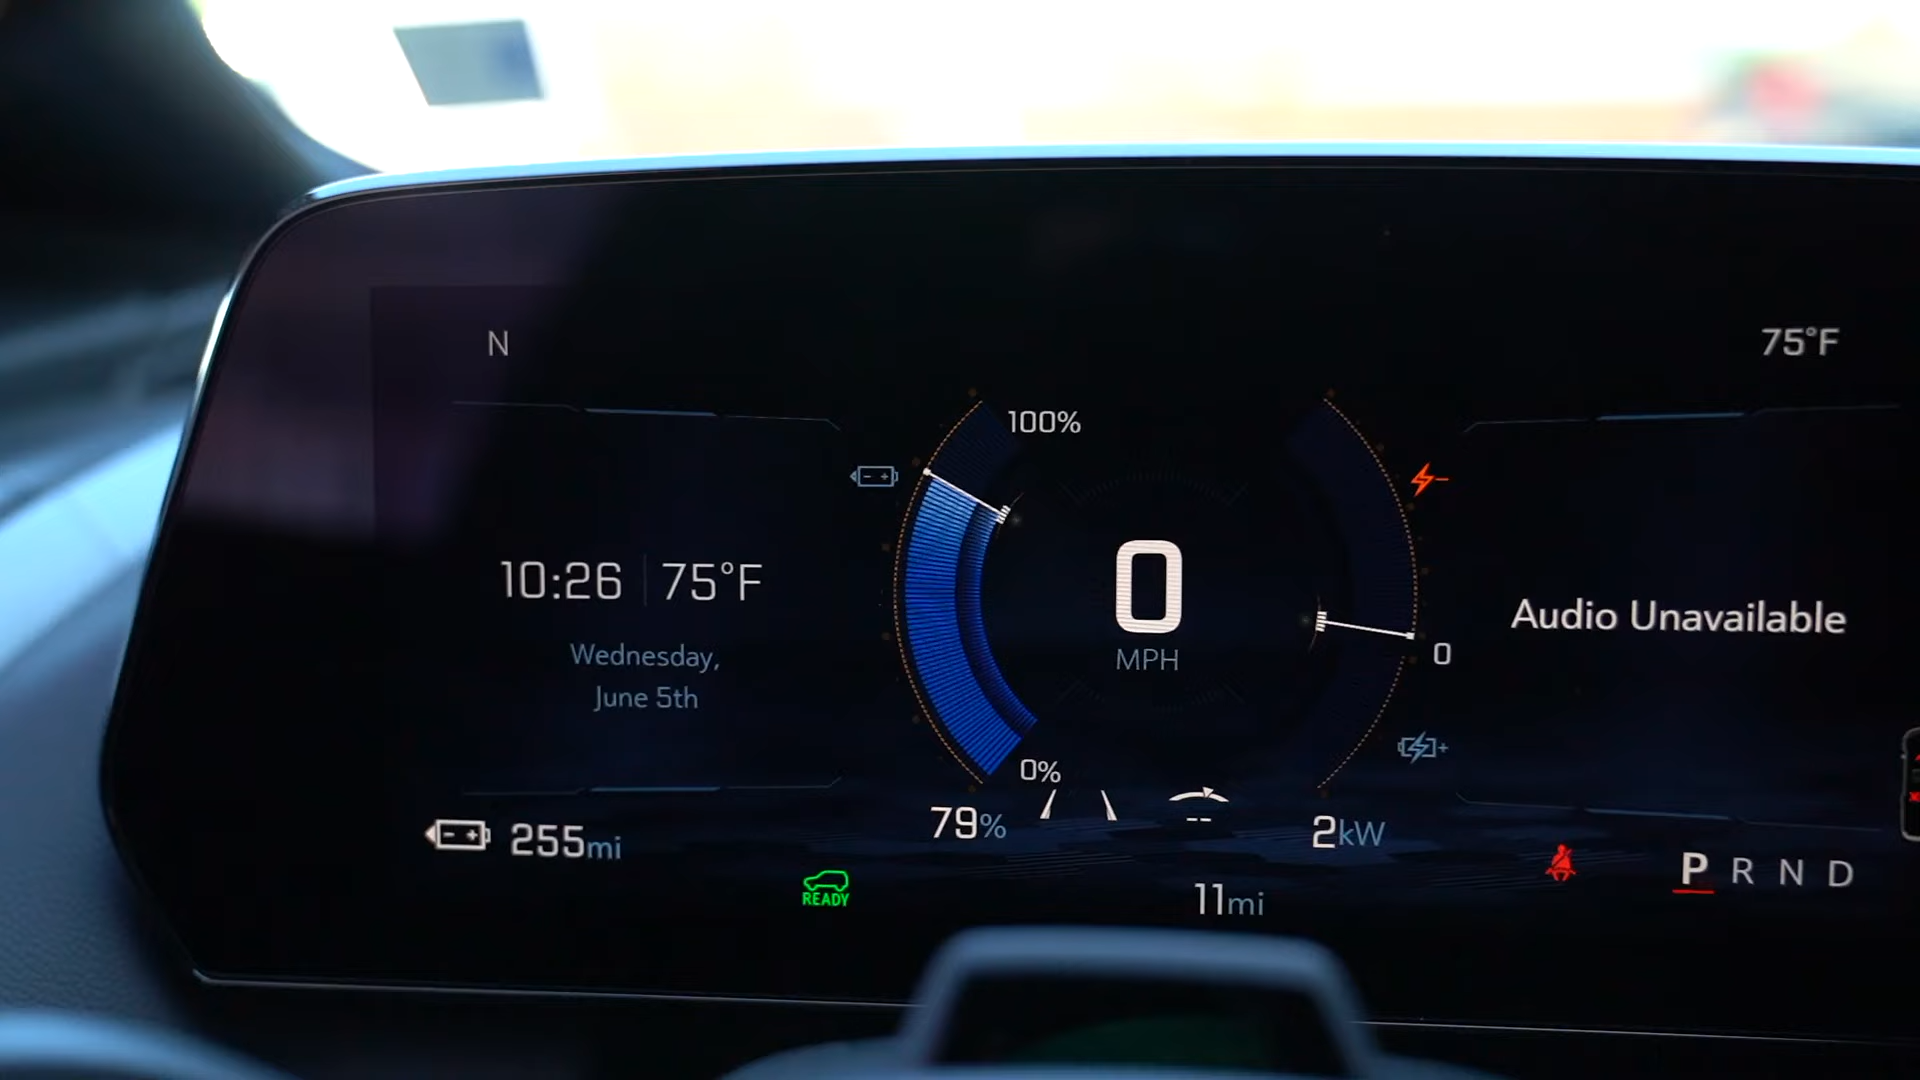 N
75°F
100%
10:26 75°F
0
MPH
Audio Unavailable
0
Wednesday,
June 5th
0%
79%
--
2kW
255mi
READY
11mi
P R N D